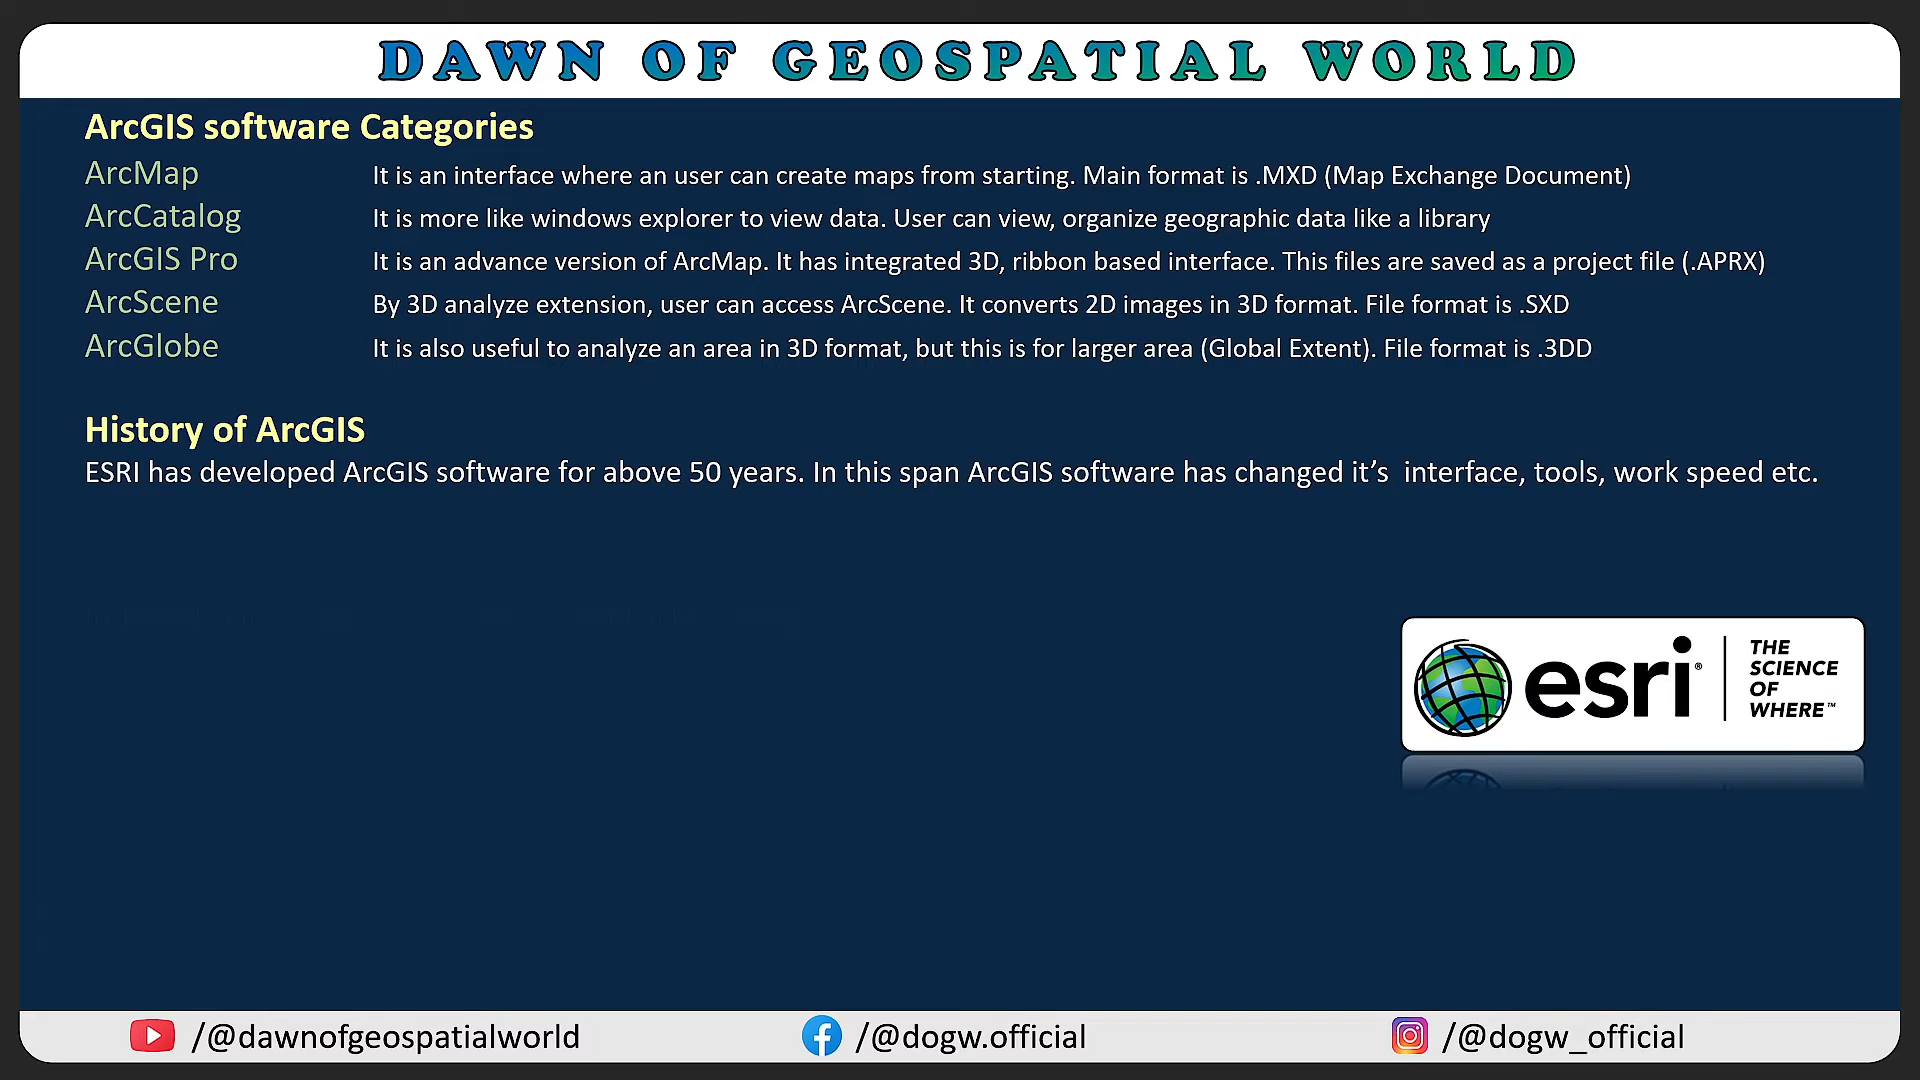 DAWN OF GEOSPATIAL WORLD
ArcGIS software Categories
ArcMap It is an interface where an user can create maps from starting. Main format is .MXD (Map Exchange Document)
ArcCatalog It is more like windows explorer to view data. User can view, organize geographic data like a library
ArcGIS Pro It is an advance version of ArcMap. It has integrated 3D, ribbon based interface. This files are saved as a project file (.APRX)
ArcScene By 3D analyze extension, user can access ArcScene. It converts 2D images in 3D format. File format is .SXD
ArcGlobe It is also useful to analyze an area in 3D format, but this is for larger area (Global Extent). File format is .3DD
History of ArcGIS
ESRI has developed ArcGIS software for above 50 years. In this span ArcGIS software has changed it’s  interface, tools, work speed etc.
esri®
THE
SCIENCE
OF
WHERE™
/@dawnofgeospatialworld
/@dogw.official
/@dogw_official